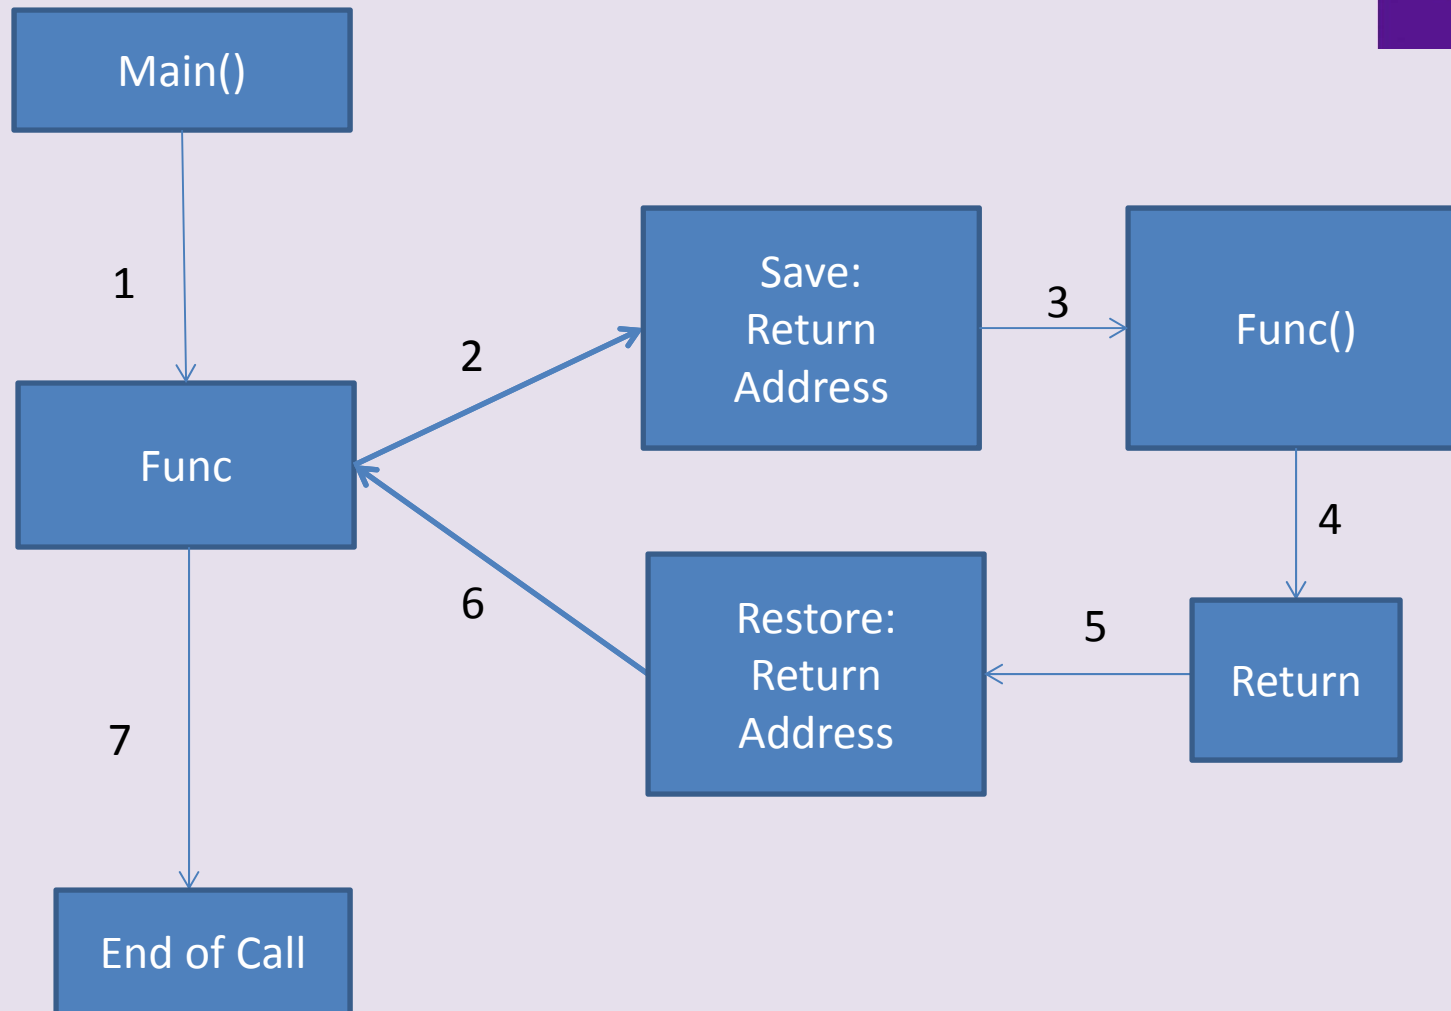 Main()
1
Func
2
Save:
Return
Address
3
Func()
4
Return
5
Restore:
Return
Address
6
7
End of Call